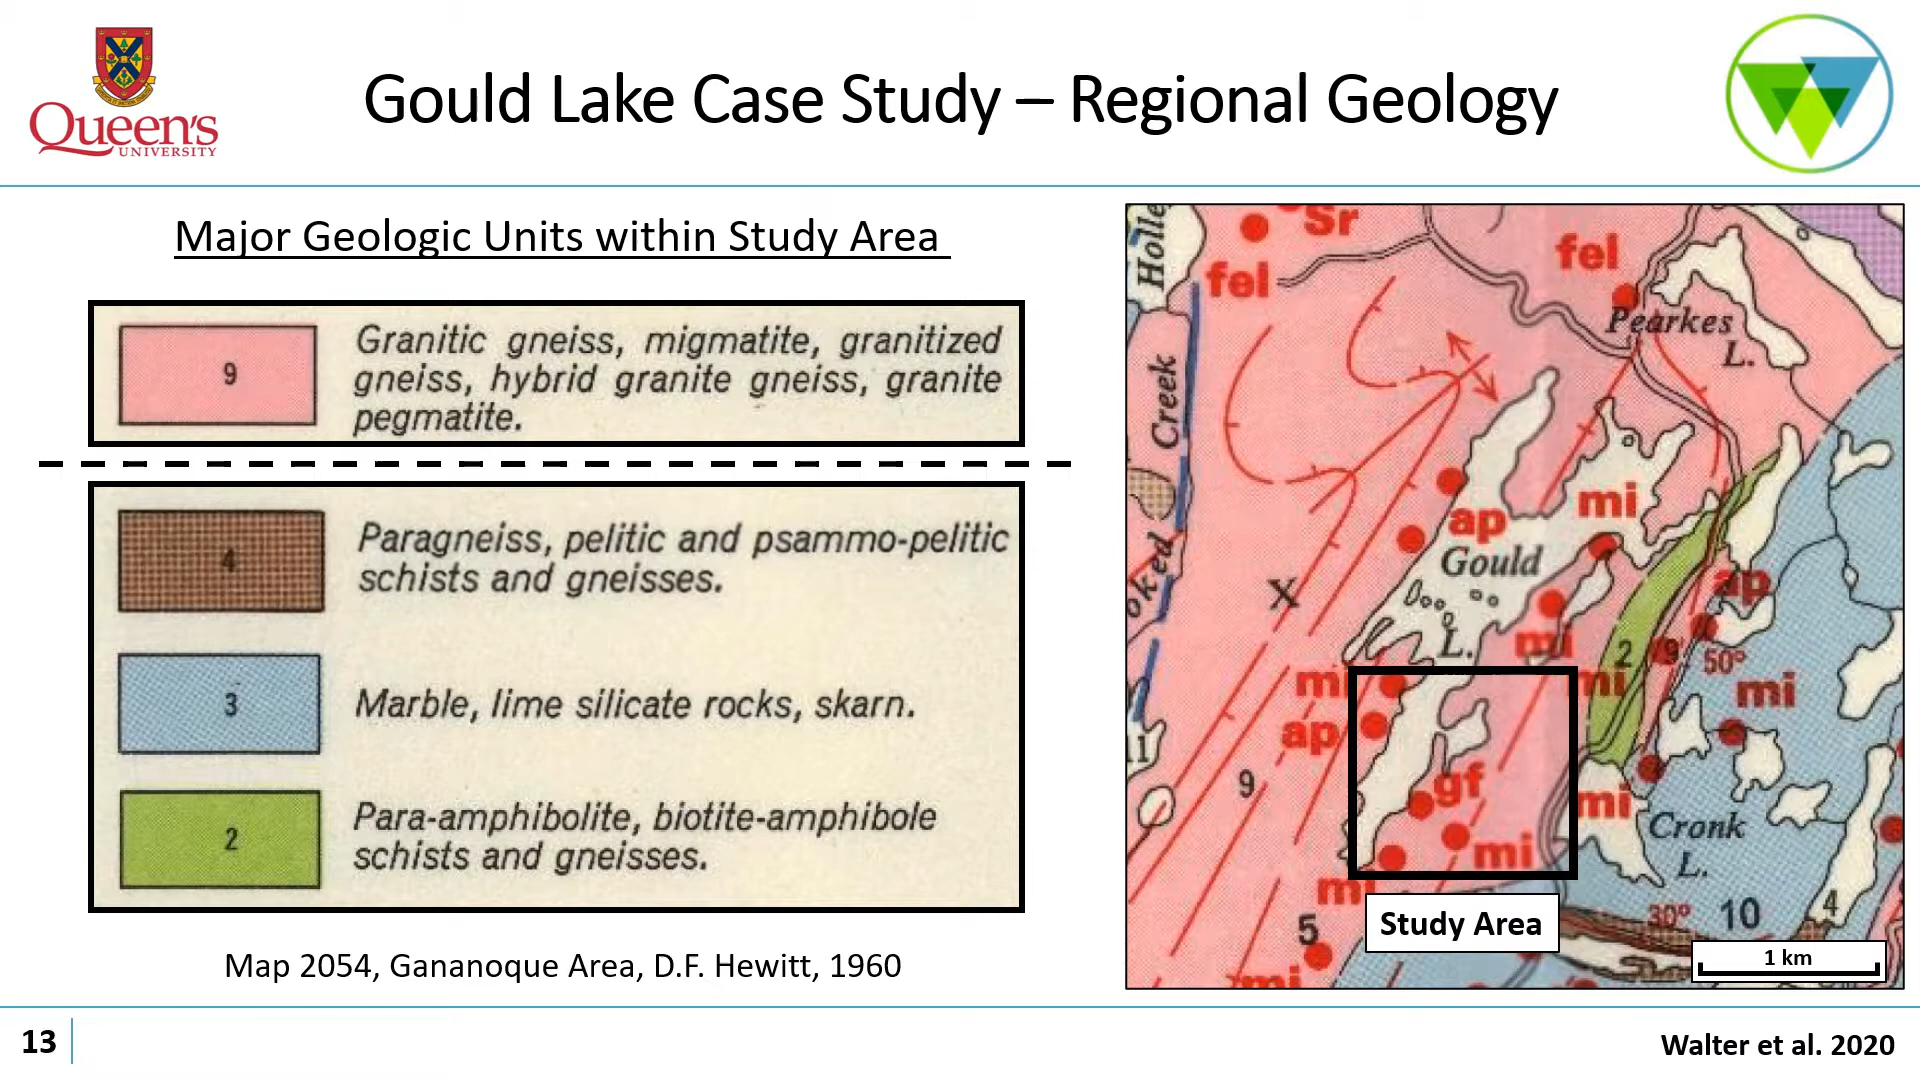 Queen's
UNIVERSITY
Gould Lake Case Study – Regional Geology
Major Geologic Units within Study Area
9
Granitic gneiss, migmatite, granitized
gneiss, hybrid granite gneiss, granite
pegmatite.
4
Paragneiss, pelitic and psammo-pelitic
schists and gneisses.
3
Marble, lime silicate rocks, skarn.
2
Para-amphibolite, biotite-amphibole
schists and gneisses.
Map 2054, Gananoque Area, D.F. Hewitt, 1960
Holle
Sr
fel
fel
Pearkes
L.
Creek
mi
ap
Gould
oked
X
ap
L.
mi
2
9
50°
mi
mi
mi
ap
9
gf
mi
mi
Cronk
L.
mi
30°
10
4
5
Study Area
1 km
mi
13
Walter et al. 2020